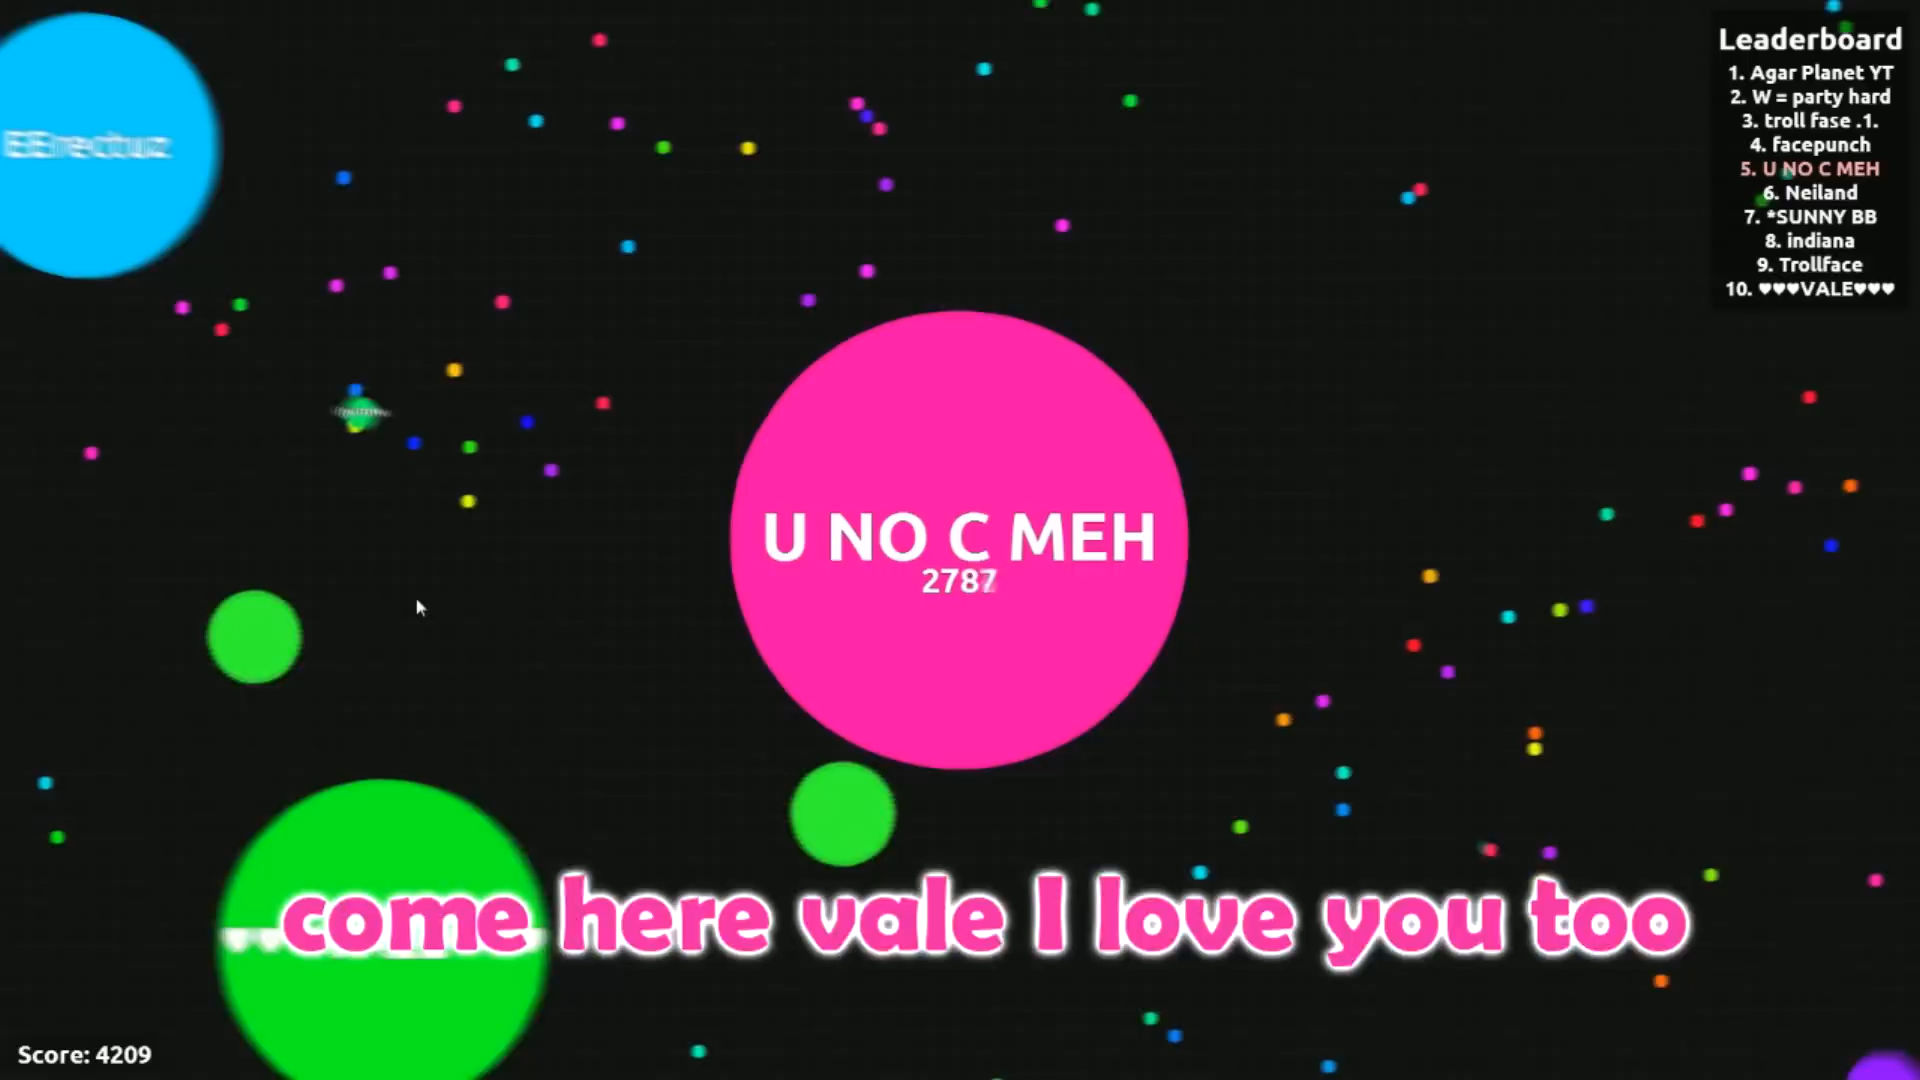 Leaderboard
1. Agar Planet YT
2. W = party hard
3. troll fase .1.
4. facepunch
5. U NO C MEH
6. Neiland
7. *SUNNY BB
8. indiana
9. Trollface
10. ♥♥♥VALE♥♥♥
U NO C MEH
2787
come here vale I love you too
Score: 4209